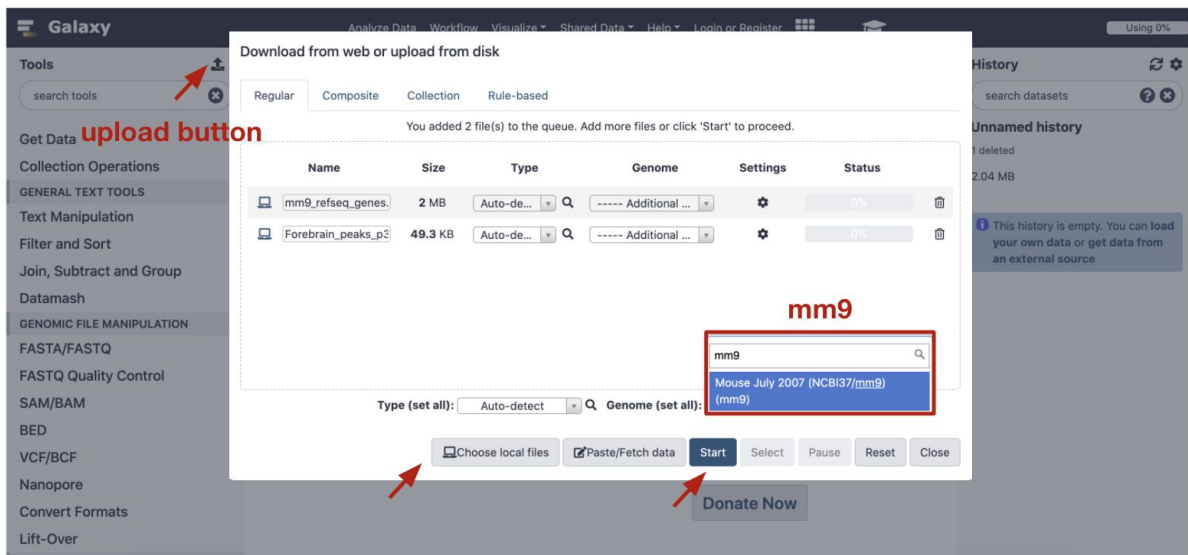 Galaxy
Analyze Data Workflow Visualize Shared Data Help Login or Register
Using 0%
Tools
search tools
upload button
Get Data
Collection Operations
GENERAL TEXT TOOLS
Text Manipulation
Filter and Sort
Join, Subtract and Group
Datamash
GENOMIC FILE MANIPULATION
FASTA/FASTQ
FASTQ Quality Control
SAM/BAM
BED
VCF/BCF
Nanopore
Convert Formats
Lift-Over
Download from web or upload from disk
Regular Composite Collection Rule-based
You added 2 file(s) to the queue. Add more files or click 'Start' to proceed.
Name Size Type Genome Settings Status
mm9_refseq_genes. 2 MB Auto-de... ----- Additional ... 0%
Forebrain_peaks_p3 49.3 KB Auto-de... ----- Additional ... 0%
mm9
mm9
Mouse July 2007 (NCBI37/mm9)
(mm9)
Type (set all): Auto-detect Genome (set all):
Choose local files Paste/Fetch data Start Select Pause Reset Close
Donate Now
History
search datasets
Unnamed history
1 deleted
2.04 MB
This history is empty. You can load
your own data or get data from
an external source